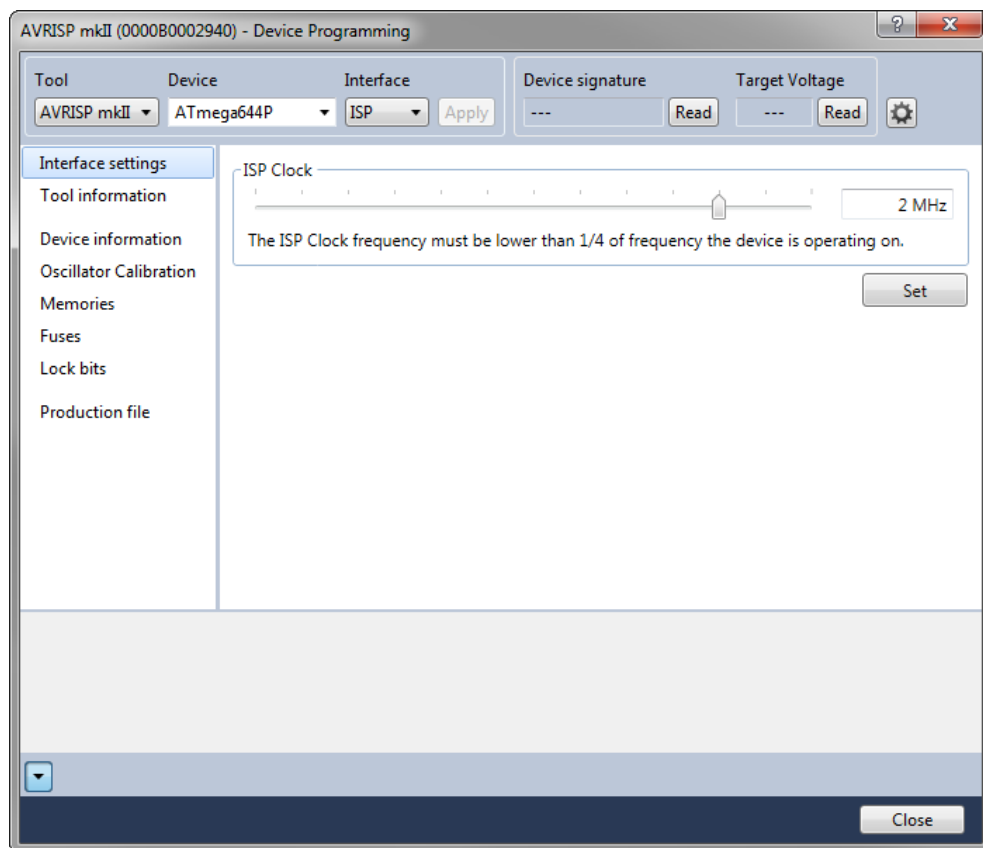 AVRISP mkII (0000B0002940) - Device Programming
Tool Device Interface Device signature Target Voltage
AVRISP mkII ATmega644P ISP Apply --- Read --- Read
Interface settings
Tool information
Device information
Oscillator Calibration
Memories
Fuses
Lock bits
Production file
ISP Clock
2 MHz
The ISP Clock frequency must be lower than 1/4 of frequency the device is operating on.
Set
Close